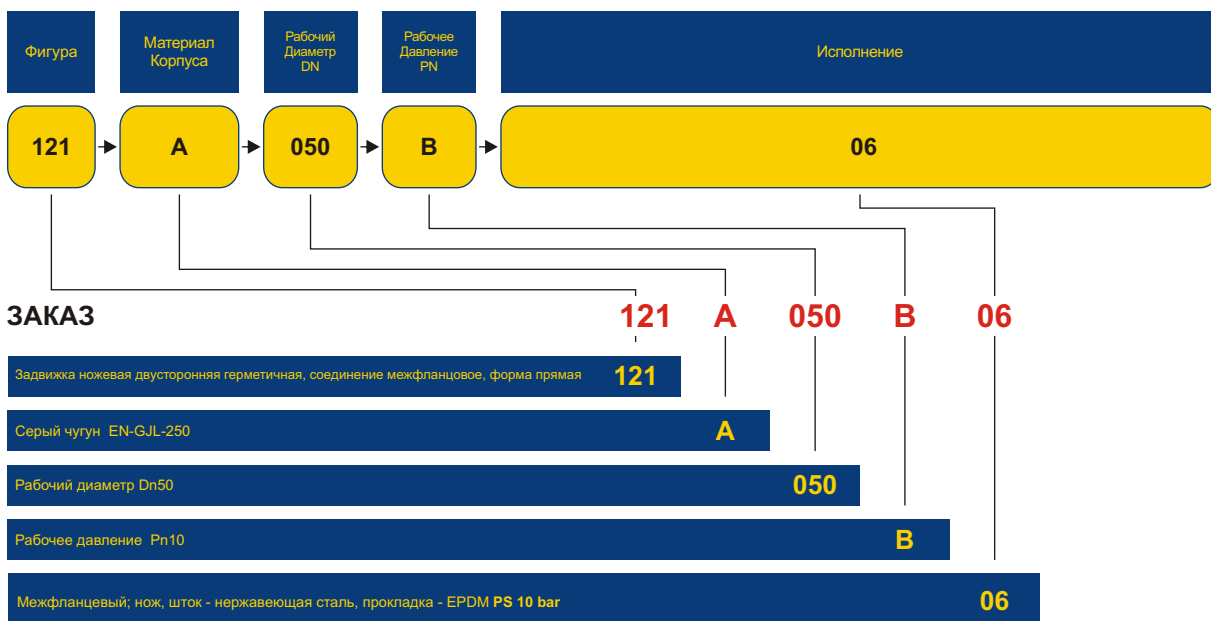 Фигура
Материал
Корпуса
Рабочий
Диаметр
DN
Рабочее
Давление
PN
Исполнение
121
A
050
B
06
ЗАКАЗ
121 A 050 B 06
Задвижка ножевая двусторонняя герметичная, соединение межфланцовое, форма прямая 121
Серый чугун EN-GJL-250 A
Рабочий диаметр Dn50 050
Рабочее давление Pn10 B
Межфланцевый; нож, шток - нержавеющая сталь, прокладка - EPDM PS 10 bar 06